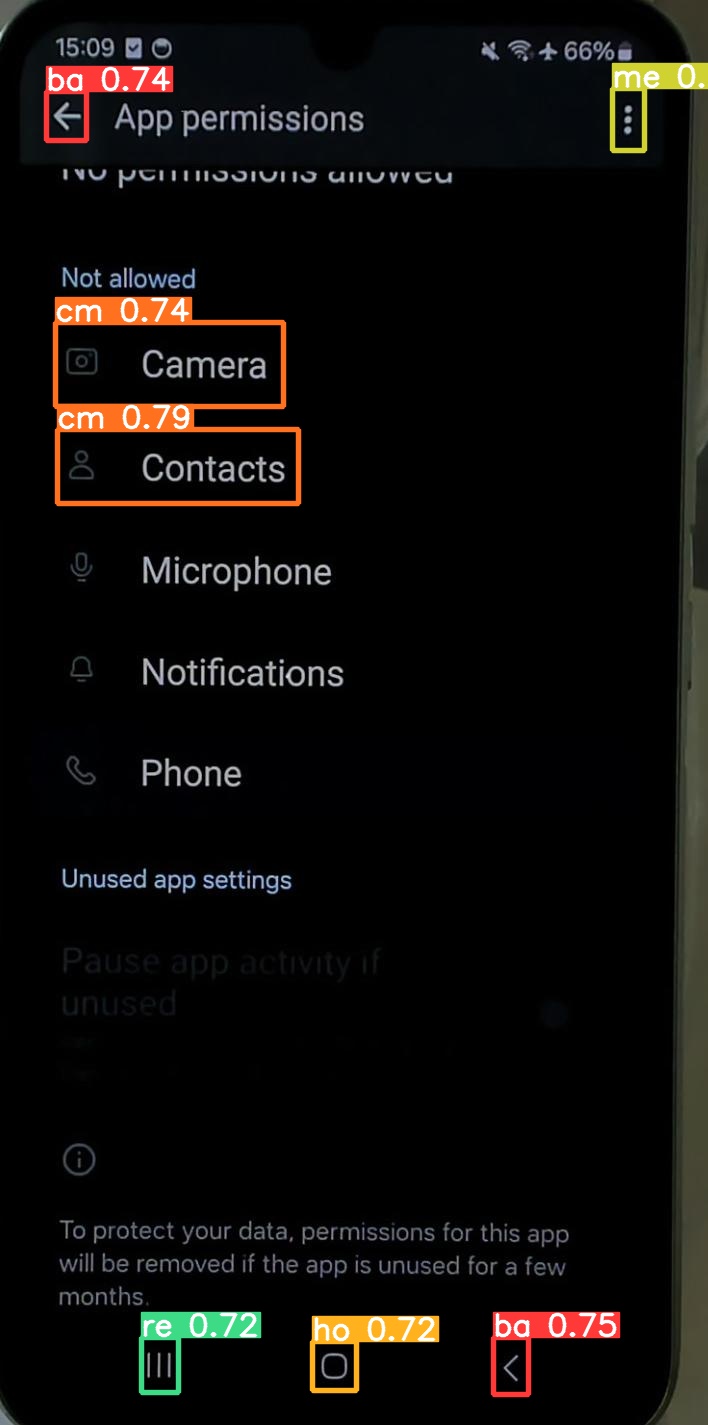 15:09 66%
ba 0.74
me 0.
App permissions
No permissions allowed
Not allowed
cm 0.74
Camera
cm 0.79
Contacts
Microphone
Notifications
Phone
Unused app settings
Pause app activity if
unused
To protect your data, permissions for this app
will be removed if the app is unused for a few
months.
re 0.72 ho 0.72 ba 0.75